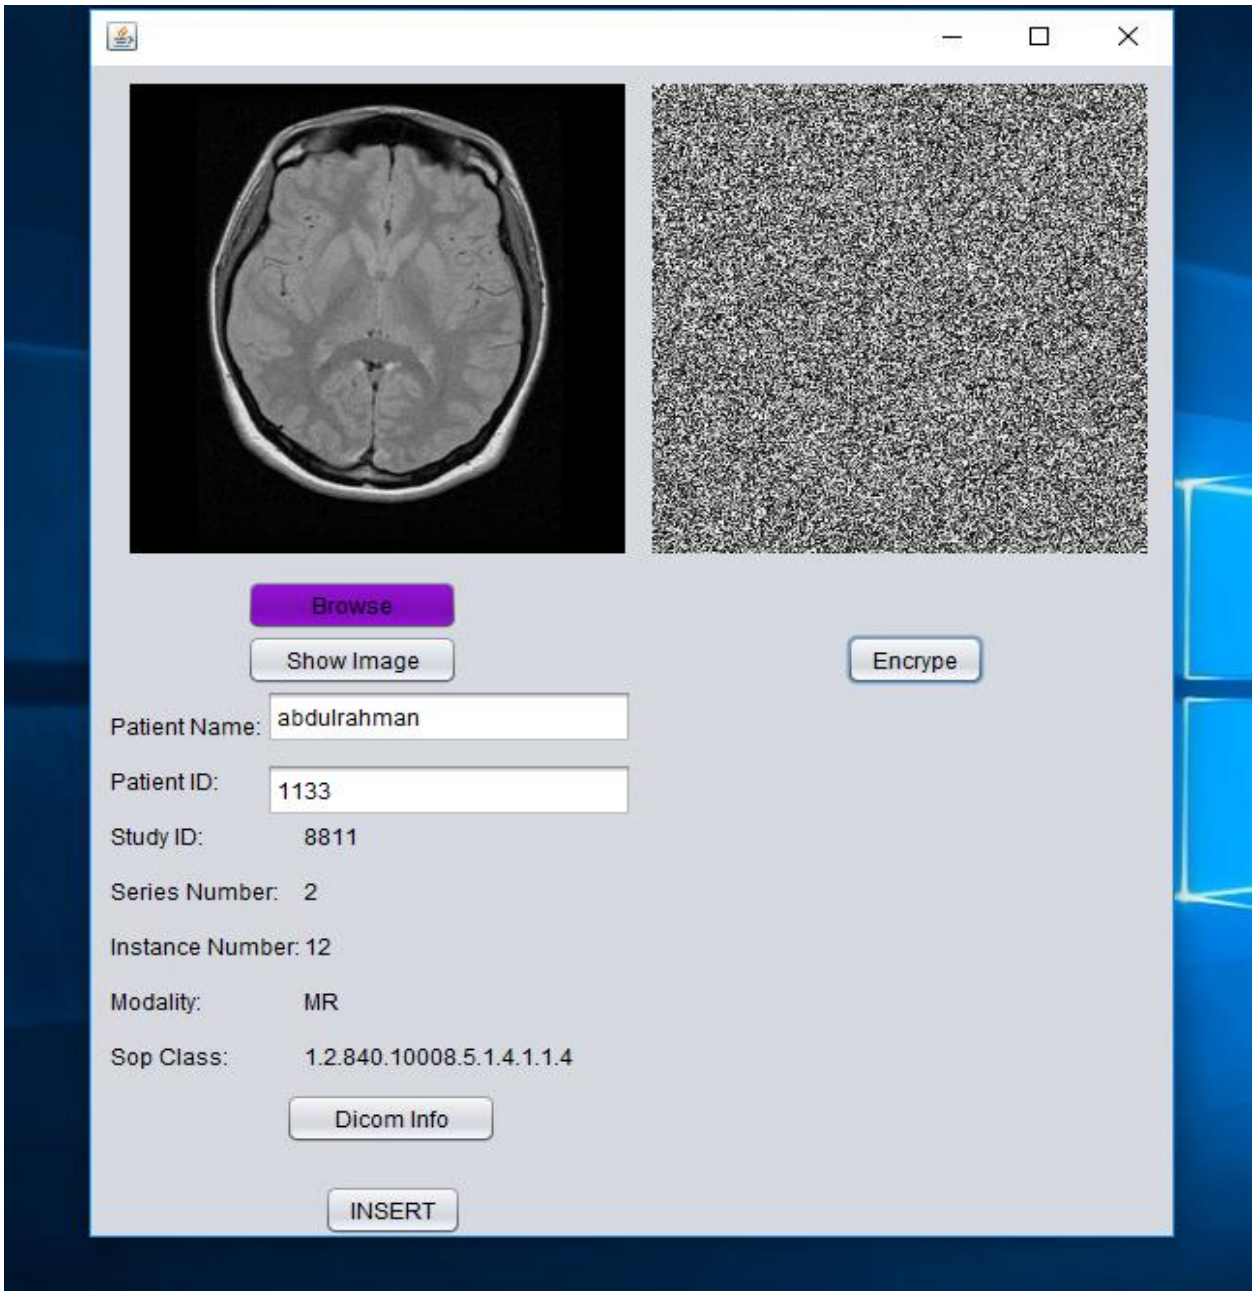 Browse
Show Image
Encrype
Patient Name: abdulrahman
Patient ID: 1133
Study ID: 8811
Series Number: 2
Instance Number: 12
Modality: MR
Sop Class: 1.2.840.10008.5.1.4.1.1.4
Dicom Info
INSERT